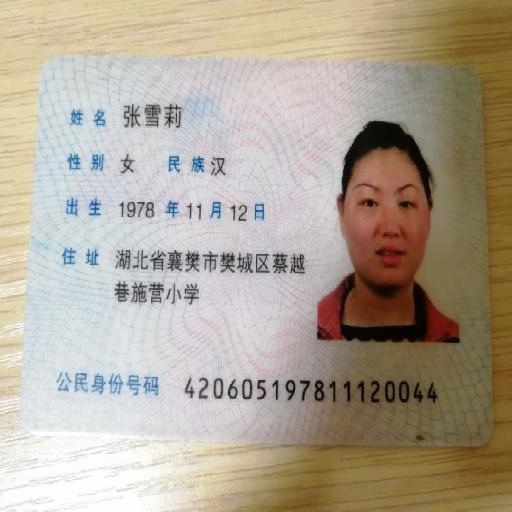 姓名 张雪莉
性别 女 民族 汉
出生 1978 年 11 月 12 日
住址 湖北省襄樊市樊城区蔡越
巷施营小学
公民身份号码 420605197811120044